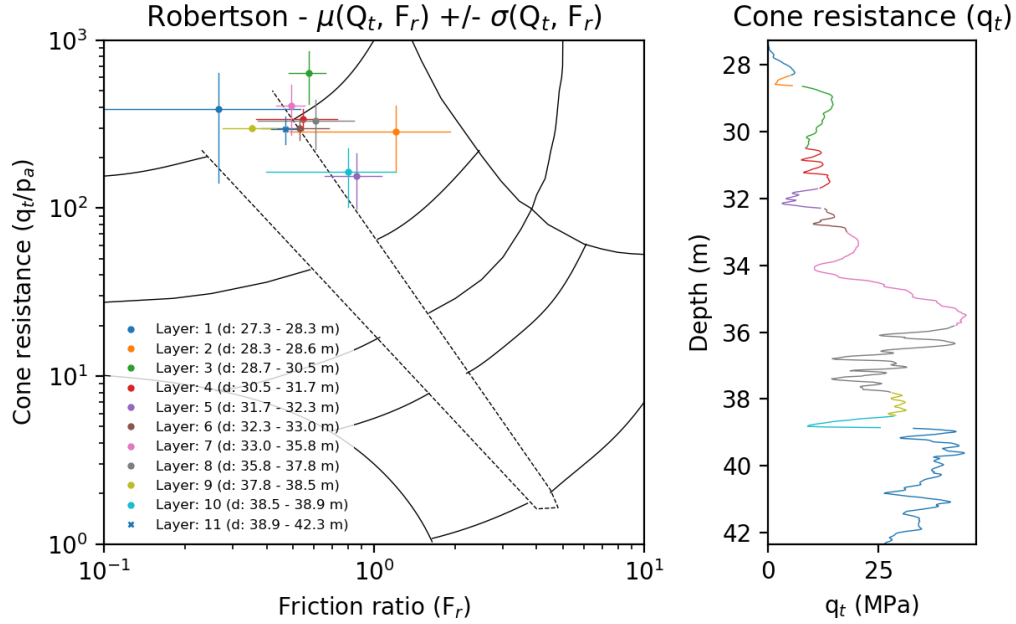 Robertson - μ(Qₜ, Fᵣ) +/- σ(Qₜ, Fᵣ)
Cone resistance (qₜ)
10³
10²
10¹
10⁰
Cone resistance (qₜ/pₐ)
Layer: 1 (d: 27.3 - 28.3 m)
Layer: 2 (d: 28.3 - 28.6 m)
Layer: 3 (d: 28.7 - 30.5 m)
Layer: 4 (d: 30.5 - 31.7 m)
Layer: 5 (d: 31.7 - 32.3 m)
Layer: 6 (d: 32.3 - 33.0 m)
Layer: 7 (d: 33.0 - 35.8 m)
Layer: 8 (d: 35.8 - 37.8 m)
Layer: 9 (d: 37.8 - 38.5 m)
Layer: 10 (d: 38.5 - 38.9 m)
Layer: 11 (d: 38.9 - 42.3 m)
10⁻¹
10⁰
10¹
Friction ratio (Fᵣ)
28
30
32
34
36
38
40
42
Depth (m)
0
25
qₜ (MPa)